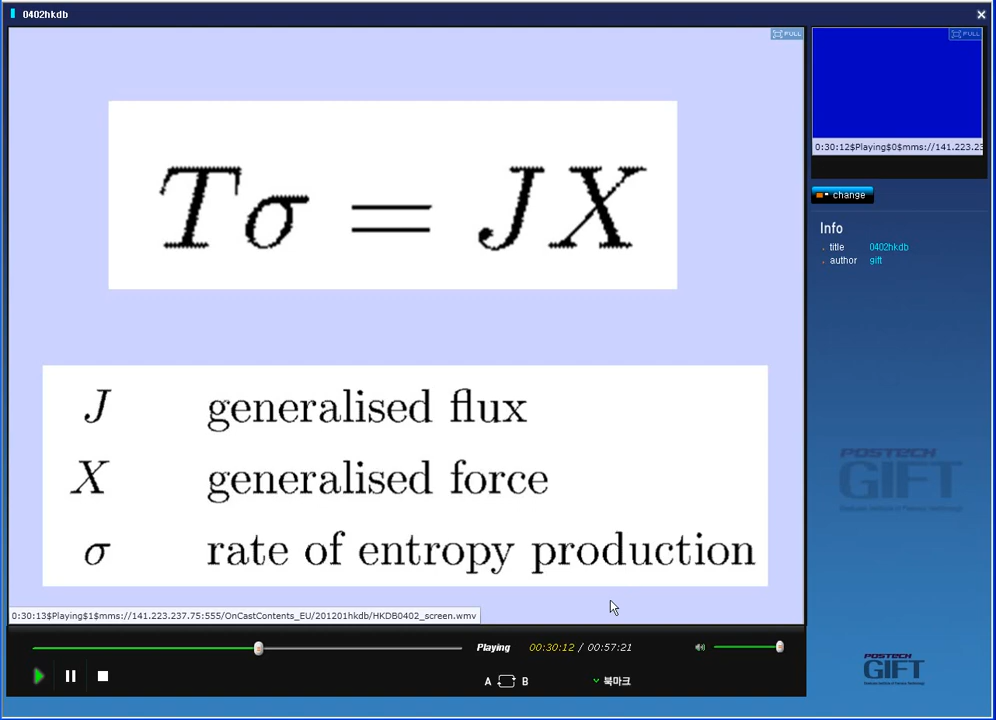 0402hkdb
FULL
Tσ = JX
J generalised flux
X generalised force
σ rate of entropy production
0:30:13$Playing$1$mms://141.223.237.75:555/OnCastContents_EU/201201hkdb/HKDB0402_screen.wmv
Playing 00:30:12 / 00:57:21
A B 북마크
FULL
0:30:12$Playing$0$mms://141.223.23
change
Info
title 0402hkdb
author gift
POSTECH
GIFT
POSTECH
GIFT